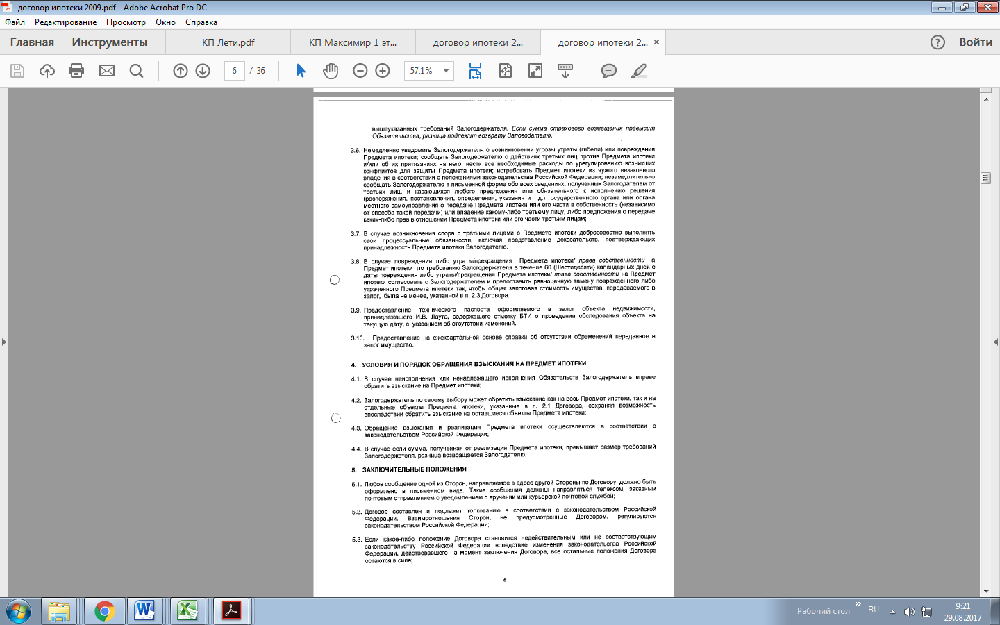 договор ипотеки 2009.pdf - Adobe Acrobat Pro DC
Файл Редактирование Просмотр Окно Справка
Главная Инструменты КП Лети.pdf КП Максимир 1 эт... договор ипотеки 2... договор ипотеки 2... × Войти
6 / 36 57,1%
вышеуказанных требований Залогодержателя. Если сумма страхового возмещения превысит
Обязательства, разница подлежит возврату Залогодателю.
3.6. Немедленно уведомить Залогодержателя о возникновении угрозы утраты (гибели) или повреждения
Предмета ипотеки; сообщать Залогодержателю о действиях третьих лиц против Предмета ипотеки
и/или об их притязаниях на него, нести все необходимые расходы по урегулированию возникших
конфликтов для защиты Предмета ипотеки; истребовать Предмет ипотеки из чужого незаконного
владения в соответствии с положениями законодательства Российской Федерации; незамедлительно
сообщать Залогодержателю в письменной форме обо всех сведениях, полученных Залогодателем от
третьих лиц, и касающихся любого предложения или обязательного к исполнению решения
(распоряжения, постановления, определения, указания и т.д.) государственного органа или органа
местного самоуправления о передаче Предмета ипотеки или его части в собственность (независимо
от способа такой передачи) или владение какому-либо третьему лицу, либо предложения о передаче
каких-либо прав в отношении Предмета ипотеки или его части третьим лицам;
3.7. В случае возникновения спора с третьими лицами о Предмете ипотеки добросовестно выполнять
свои процессуальные обязанности, включая представление доказательств, подтверждающих
принадлежность Предмета ипотеки Залогодателю.
3.8. В случае повреждения либо утраты/прекращения Предмета ипотеки/ права собственности на
Предмет ипотеки по требованию Залогодержателя в течение 60 (Шестидесяти) календарных дней с
даты повреждения либо утраты/прекращения Предмета ипотеки/ права собственности на Предмет
ипотеки согласовать с Залогодержателем и предоставить равноценную замену поврежденного либо
утраченного Предмета ипотеки так, чтобы общая залоговая стоимость имущества, передаваемого в
залог, была не менее, указанной в п. 2.3 Договора.
3.9. Предоставление технического паспорта оформляемого в залог объекта недвижимости,
принадлежащего И.В. Лаута, содержащего отметку БТИ о проведении обследования объекта на
текущую дату, с указанием об отсутствии изменений.
3.10. Предоставление на ежеквартальной основе справки об отсутствии обременений переданное в
залог имущество.
4. УСЛОВИЯ И ПОРЯДОК ОБРАЩЕНИЯ ВЗЫСКАНИЯ НА ПРЕДМЕТ ИПОТЕКИ
4.1. В случае неисполнения или ненадлежащего исполнения Обязательств Залогодержатель вправе
обратить взыскание на Предмет ипотеки;
4.2. Залогодержатель по своему выбору может обратить взыскание как на весь Предмет ипотеки, так и на
отдельные объекты Предмета ипотеки, указанные в п. 2.1 Договора, сохраняя возможность
впоследствии обратить взыскание на оставшиеся объекты Предмета ипотеки;
4.3. Обращение взыскания и реализация Предмета ипотеки осуществляются в соответствии с
законодательством Российской Федерации;
4.4. В случае если сумма, полученная от реализации Предмета ипотеки, превышает размер требований
Залогодержателя, разница возвращается Залогодателю.
5. ЗАКЛЮЧИТЕЛЬНЫЕ ПОЛОЖЕНИЯ
5.1. Любое сообщение одной из Сторон, направляемое в адрес другой Стороны по Договору, должно быть
оформлено в письменном виде. Такие сообщения должны направляться телексом, заказным
почтовым отправлением с уведомлением о вручении или курьерской почтовой службой;
5.2. Договор составлен и подлежит толкованию в соответствии с законодательством Российской
Федерации. Взаимоотношения Сторон, не предусмотренные Договором, регулируются
законодательством Российской Федерации;
5.3. Если какое-либо положение Договора становится недействительным или не соответствующим
законодательству Российской Федерации вследствие изменения законодательства Российской
Федерации, действовавшего на момент заключения Договора, все остальные положения Договора
остаются в силе;
6
Рабочий стол » RU 9:21
29.08.2017